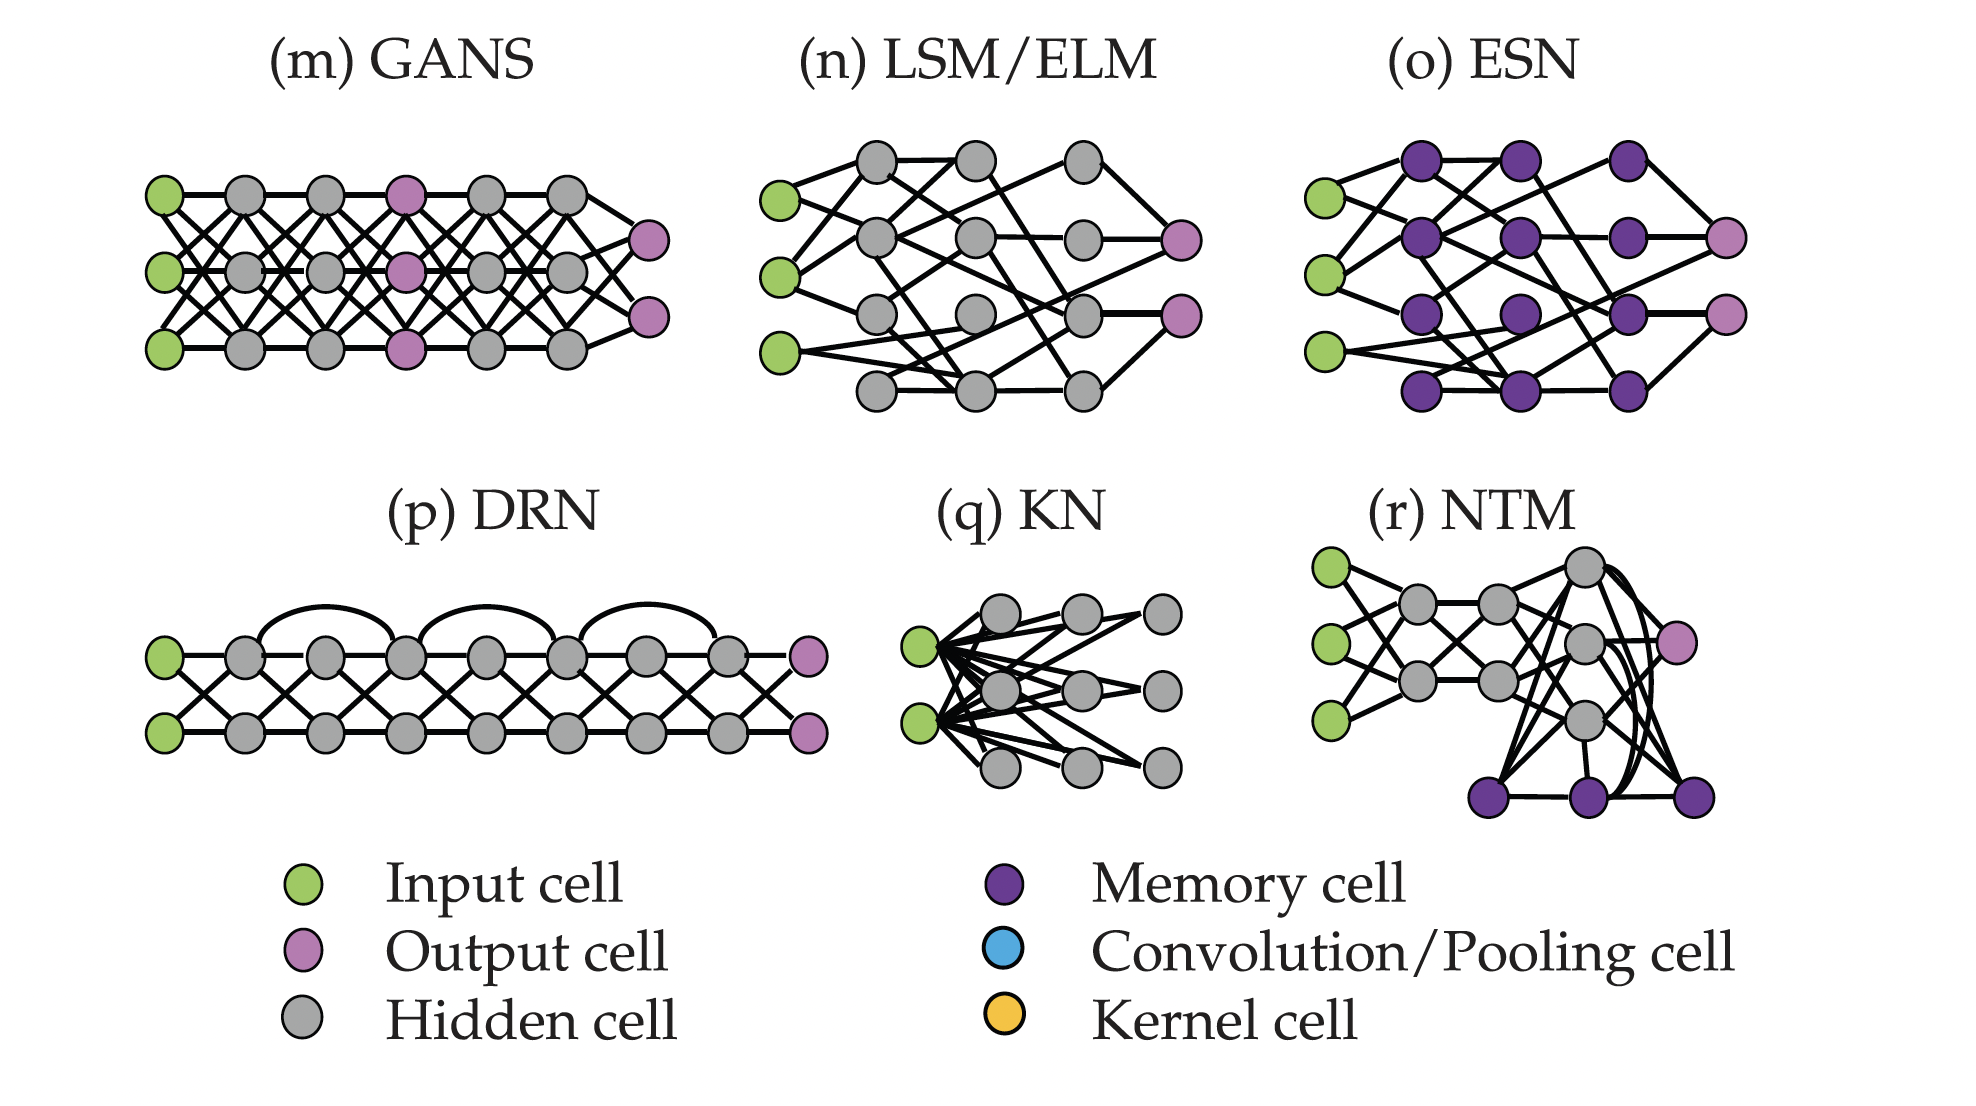 (m) GANS
(n) LSM/ELM
(o) ESN
(p) DRN
(q) KN
(r) NTM
Input cell
Output cell
Hidden cell
Memory cell
Convolution/Pooling cell
Kernel cell